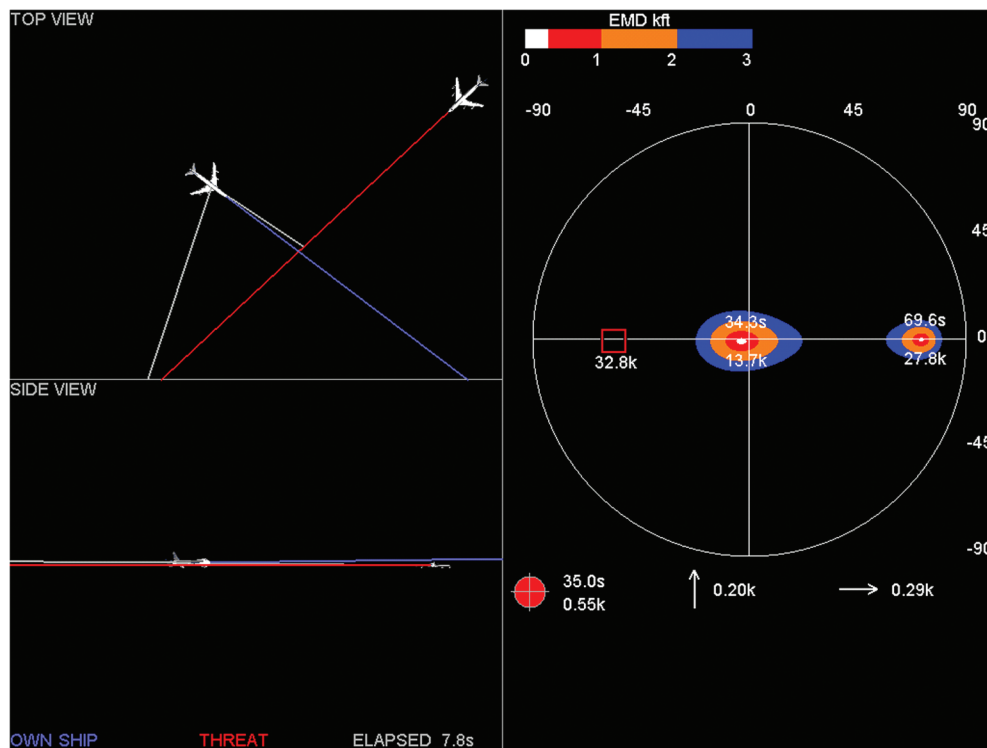 TOP VIEW
SIDE VIEW
OWN SHIP THREAT ELAPSED 7.8s
EMD kft
0 1 2 3
-90 -45 0 45 90
90
45
0
-45
-90
34.3s
13.7k
69.6s
27.8k
32.8k
35.0s
0.55k
0.20k
0.29k